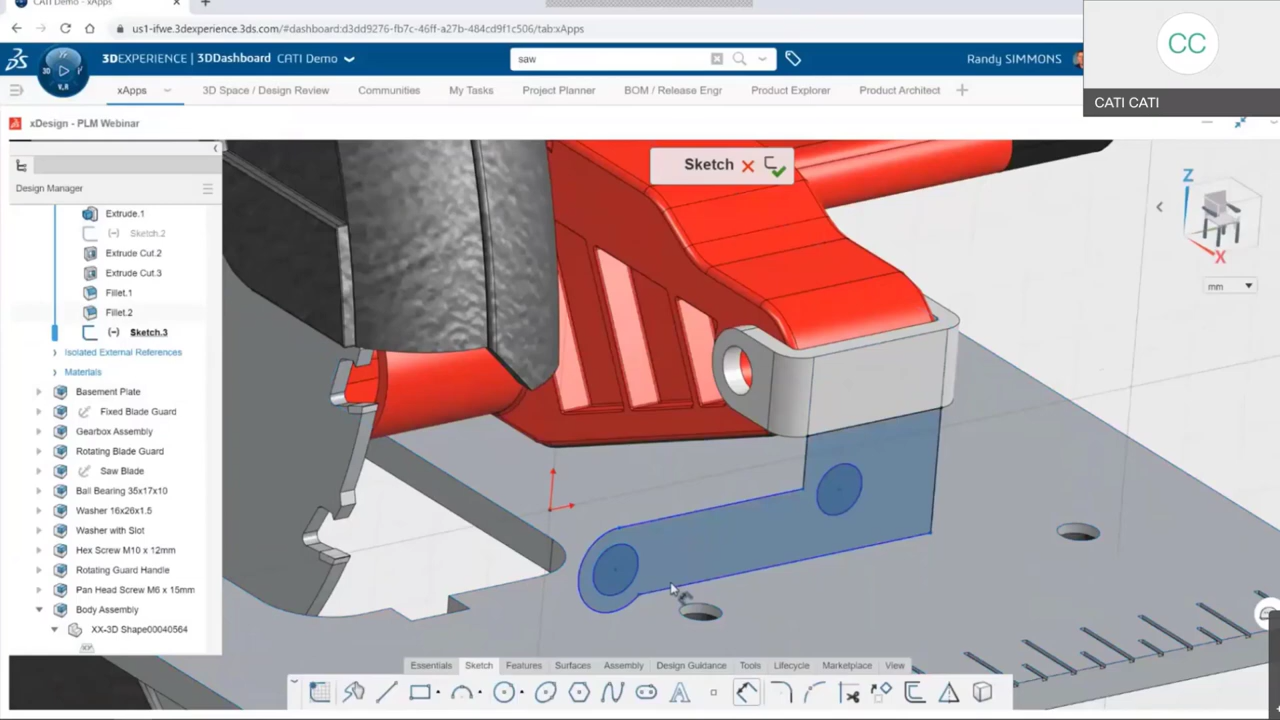 CATI Demo - xApps
us1-ifwe.3dexperience.3ds.com/#dashboard:d3dd9276-fb7c-46ff-a27b-484cd9f1c506/tab:xApps
CC
CATI CATI
3DEXPERIENCE | 3DDashboard CATI Demo
saw
Randy SIMMONS
3D
V,R
xApps
3D Space / Design Review
Communities
My Tasks
Project Planner
BOM / Release Engr
Product Explorer
Product Architect
xDesign - PLM Webinar
Sketch
Design Manager
Extrude.1
(-) Sketch.2
Extrude Cut.2
Extrude Cut.3
Fillet.1
Fillet.2
(-) Sketch.3
Isolated External References
Materials
Basement Plate
Fixed Blade Guard
Gearbox Assembly
Rotating Blade Guard
Saw Blade
Ball Bearing 35x17x10
Washer 16x26x1.5
Washer with Slot
Hex Screw M10 x 12mm
Rotating Guard Handle
Pan Head Screw M6 x 15mm
Body Assembly
XX-3D Shape00040564
Z
X
mm
Essentials
Sketch
Features
Surfaces
Assembly
Design Guidance
Tools
Lifecycle
Marketplace
View